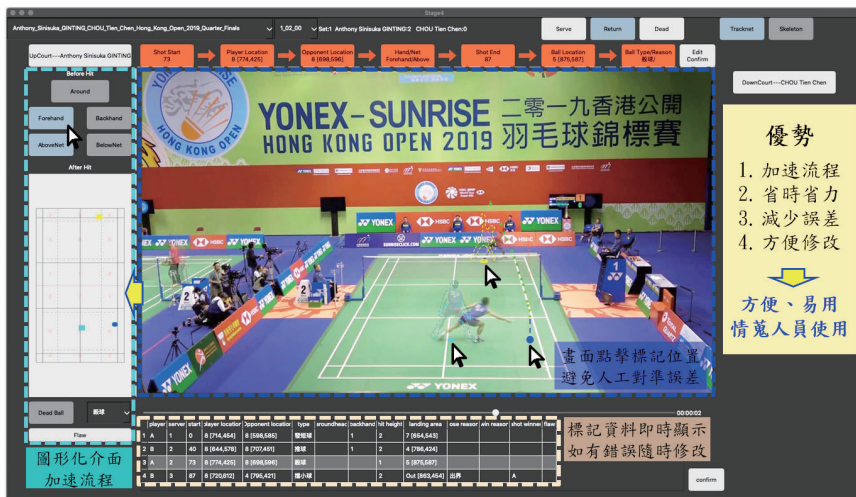 Stage4
Anthony_Sinisuka_GINTING_CHOU_Tien_Chen_Hong_Kong_Open_2019_Quarter_Finals
1_02_00
Set:1 Anthony Sinisuka GINTING:2 CHOU Tien Chen:0
Serve
Return
Dead
Tracknet
Skeleton
UpCourt---Anthony Sinisuka GINTING
Shot Start
73
Player Location
8 [774,425]
Opponent Location
8 [698,596]
Hand/Net
Forehand/Above
Shot End
87
Ball Location
5 [875,587]
Ball Type/Reason
殺球/
Edit
Confirm
DownCourt---CHOU Tien Chen
Before Hit
Around
Forehand
Backhand
AboveNet
BelowNet
After Hit
YONEX-SUNRISE
HONG KONG OPEN 2019
二零一九香港公開
羽毛球錦標賽
YONEX
HSBC
YONEX
優勢
1. 加速流程
2. 省時省力
3. 減少誤差
4. 方便修改
方便、易用
情蒐人員使用
畫面點擊標記位置
避免人工對準誤差
00:00:02
Dead Ball
殺球
Flaw
圖形化介面
加速流程
player server start player location Opponent location type aroundhead backhand hit height landing area lose reason win reason shot winner flaw
1 A 1 0 8 [714,454] 8 [598,585] 發短球 1 2 7 [654,543]
2 B 2 40 8 [644,578] 8 [707,451] 推球 1 2 4 [786,424]
3 A 2 73 8 [774,425] 8 [698,596] 殺球 1 5 [875,587]
4 B 3 87 8 [720,612] 4 [795,421] 擋小球 2 Out [863,454] 出界 A
標記資料即時顯示
如有錯誤隨時修改
confirm